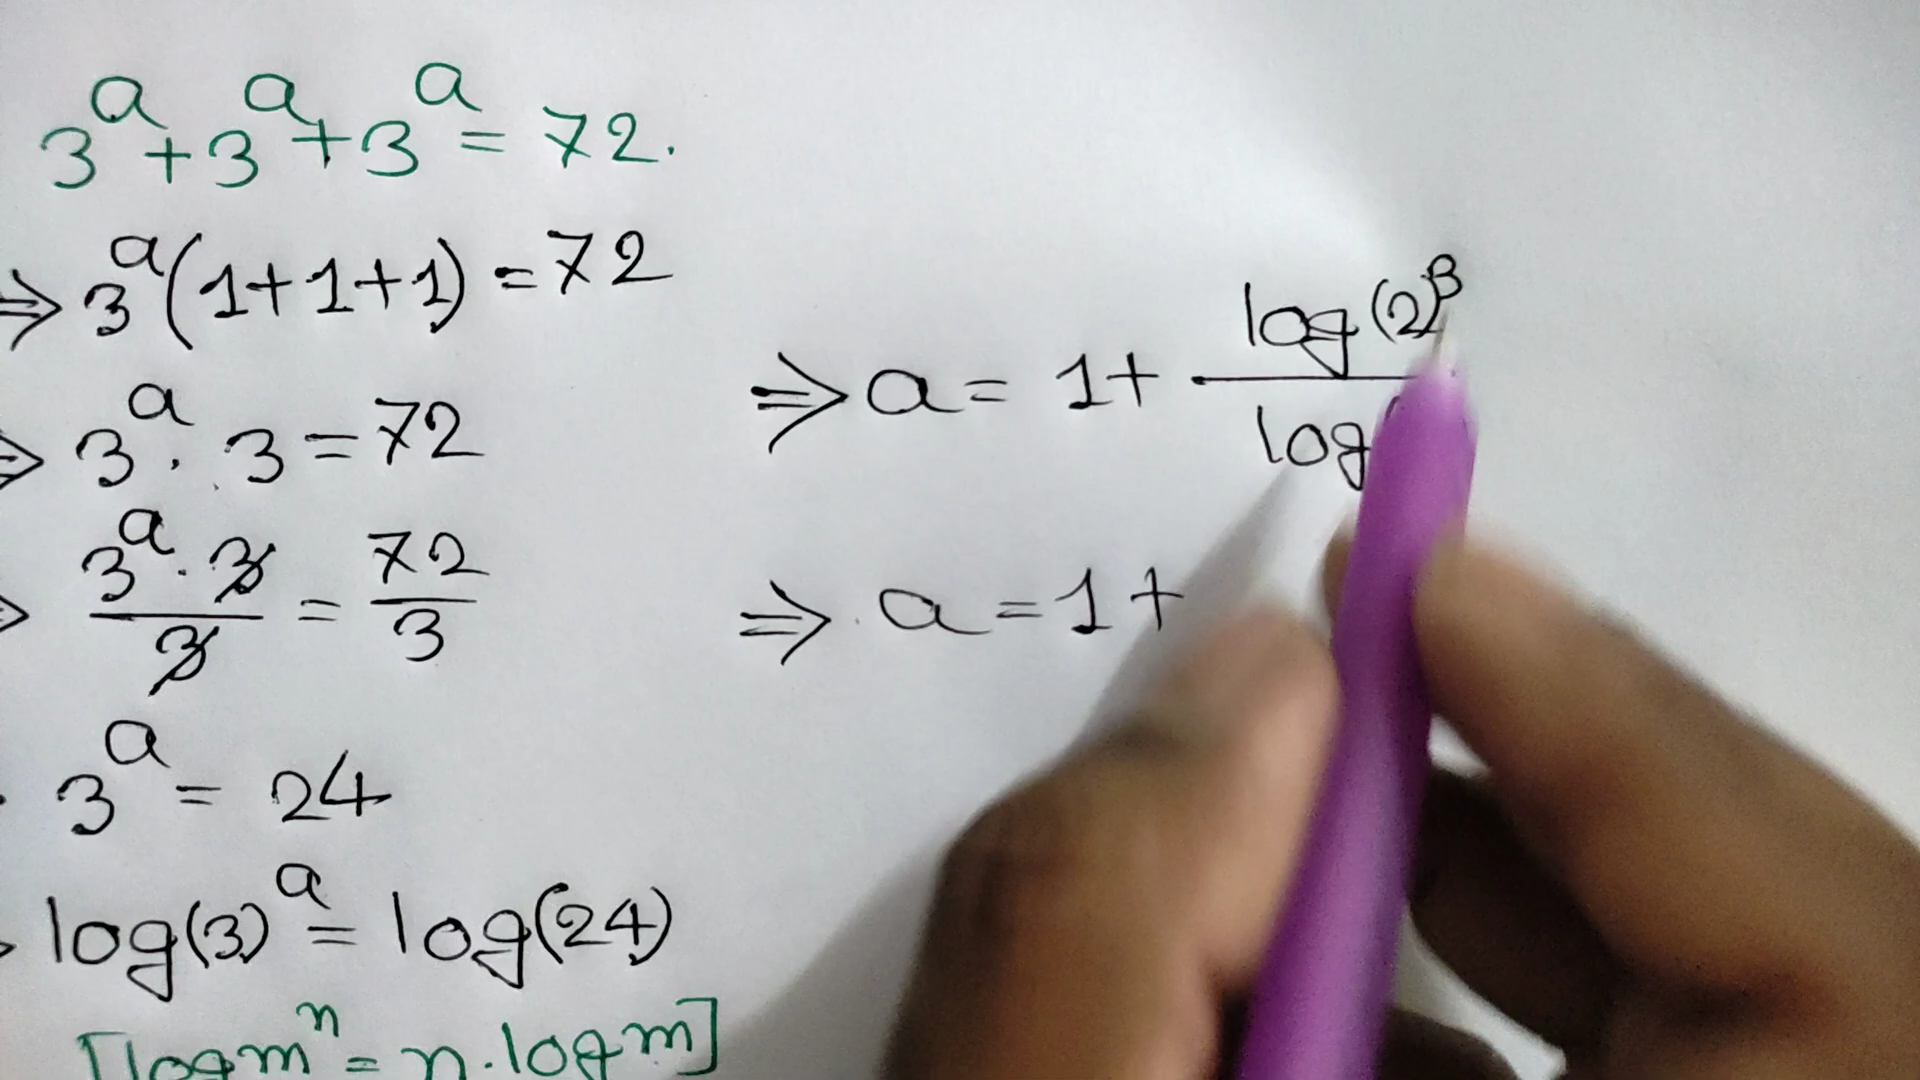 3^a + 3^a + 3^a = 72.
⇒ 3^a (1+1+1) = 72
⇒ 3^a . 3 = 72
⇒ 3^a . 3 / 3 = 72 / 3
3^a = 24
log(3)^a = log(24)
[log m^n = n . log m]
⇒ a = 1 + log(2)^3 / log
⇒ a = 1 +